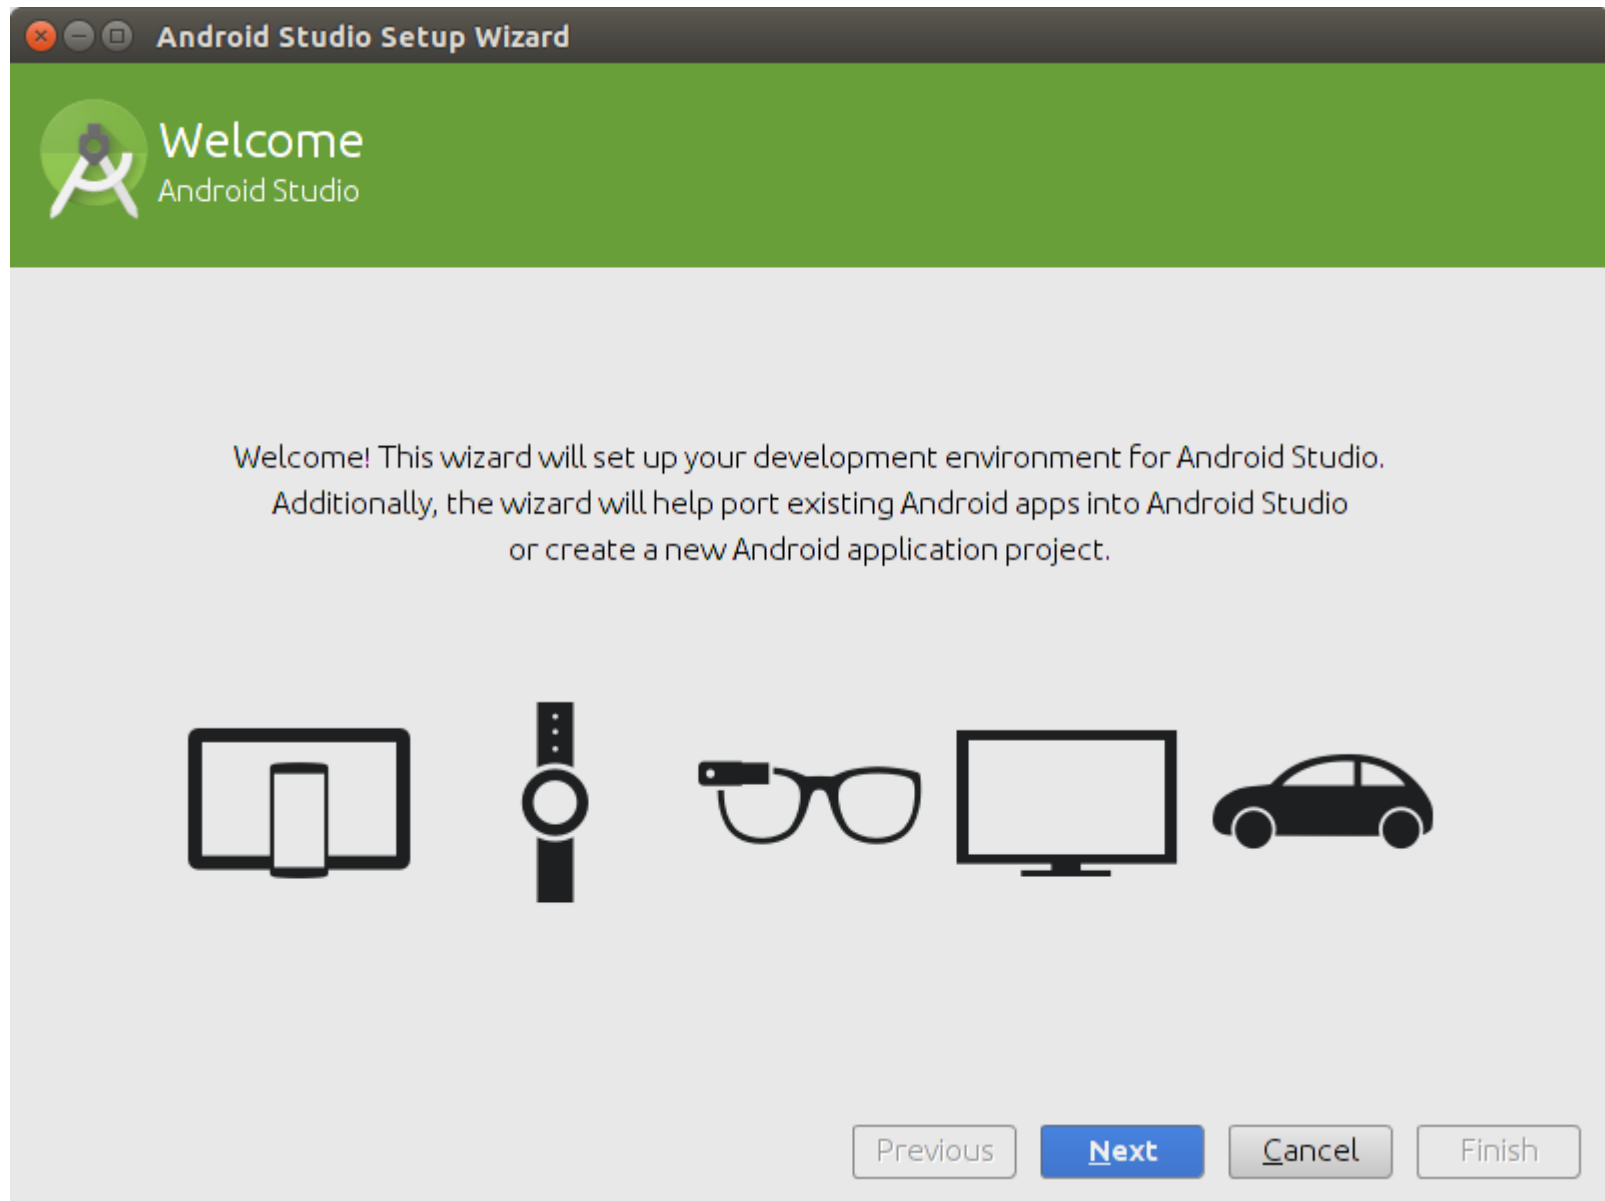 Android Studio Setup Wizard
Welcome
Android Studio
Welcome! This wizard will set up your development environment for Android Studio.
Additionally, the wizard will help port existing Android apps into Android Studio
or create a new Android application project.
Previous Next Cancel Finish